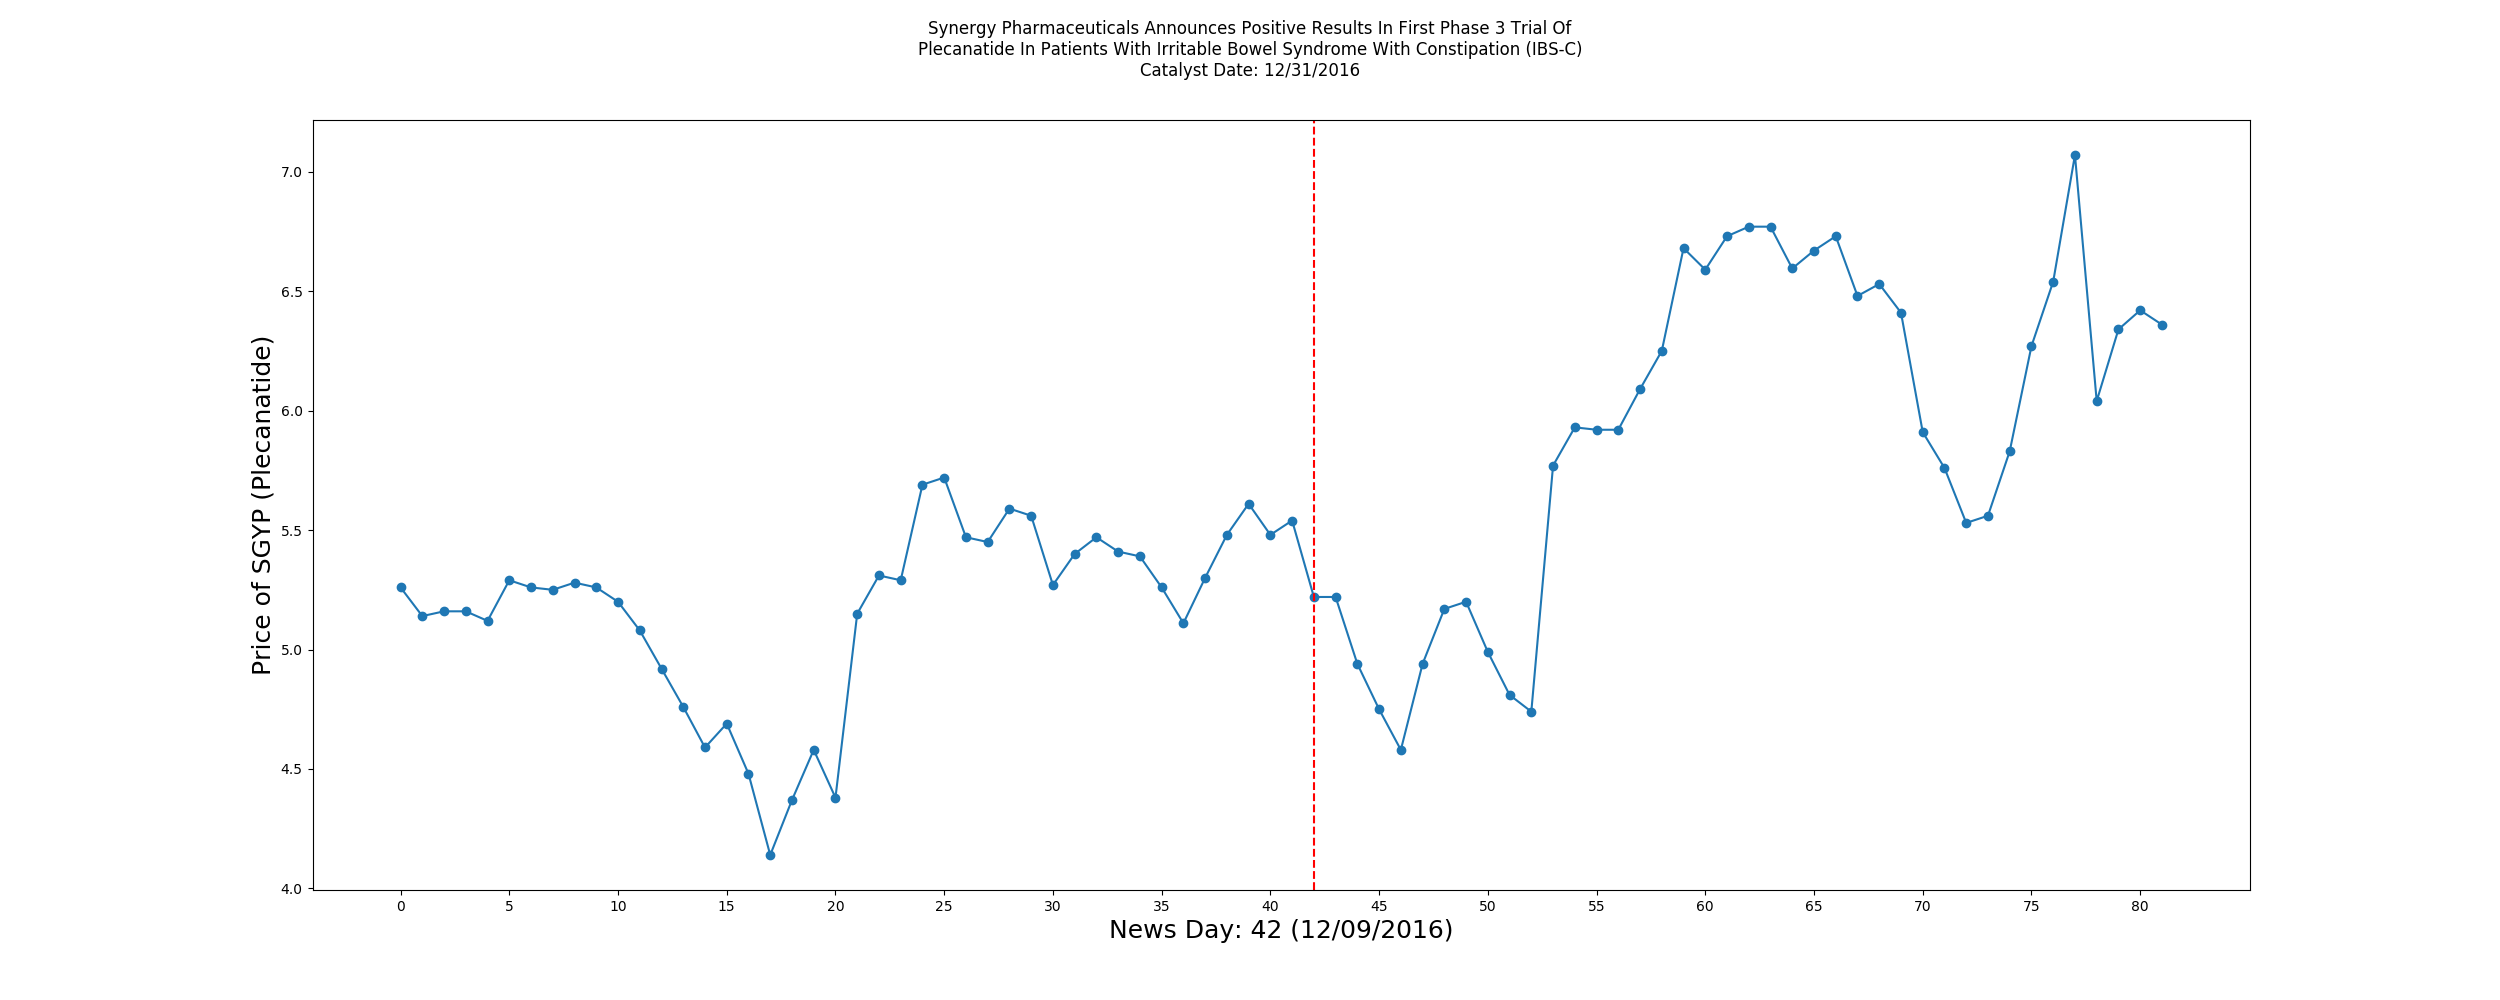 Synergy Pharmaceuticals Announces Positive Results In First Phase 3 Trial Of
Plecanatide In Patients With Irritable Bowel Syndrome With Constipation (IBS-C)
Catalyst Date: 12/31/2016
Price of SGYP (Plecanatide)
7.0
6.5
6.0
5.5
5.0
4.5
4.0
0 5 10 15 20 25 30 35 40 45 50 55 60 65 70 75 80
News Day: 42 (12/09/2016)